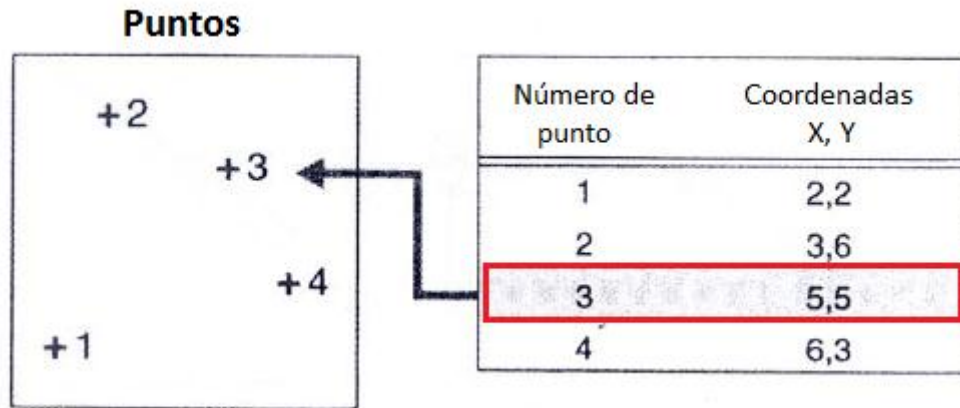 Puntos
+2
+3
+4
+1
Número de punto
Coordenadas X, Y
1 2,2
2 3,6
3 5,5
4 6,3